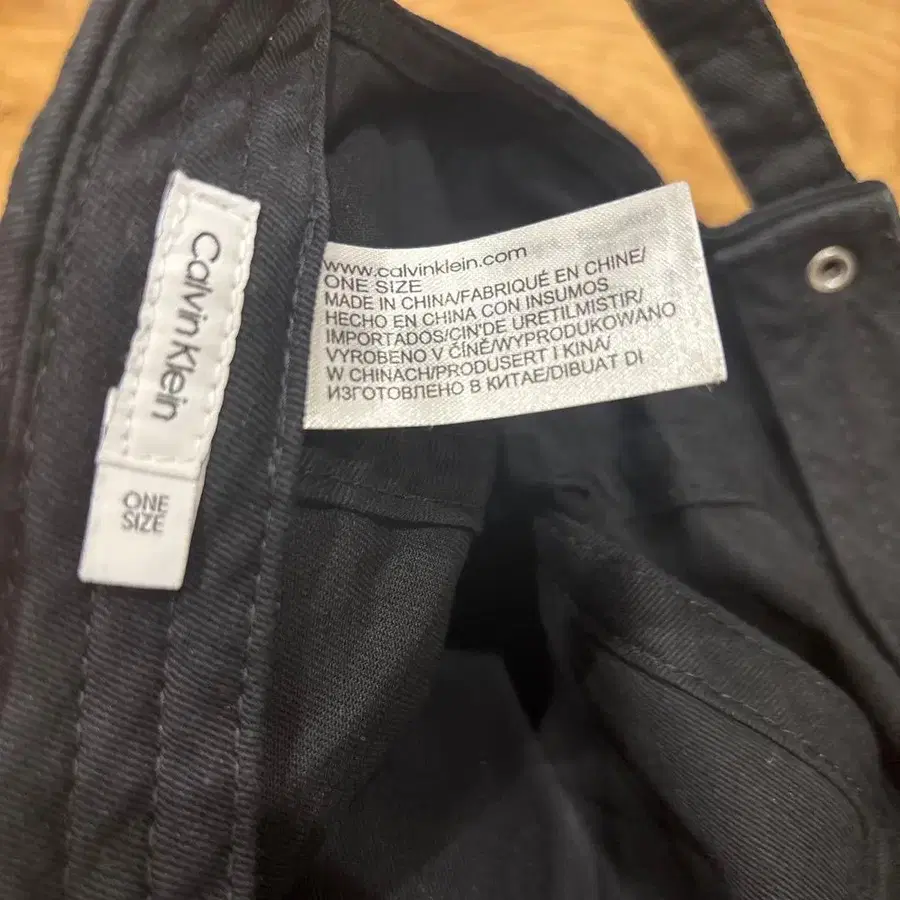 Calvin Klein
ONE
SIZE
www.calvinklein.com
ONE SIZE
MADE IN CHINA/FABRIQUÉ EN CHINE/
HECHO EN CHINA CON INSUMOS
IMPORTADOS/CIN'DE ÜRETILMISTIR/
VYROBENO V ČÍNĚ/WYPRODUKOWANO
W CHINACH/PRODUSERT I KINA/
ИЗГОТОВЛЕНО В КИТАЕ/DIBUAT DI